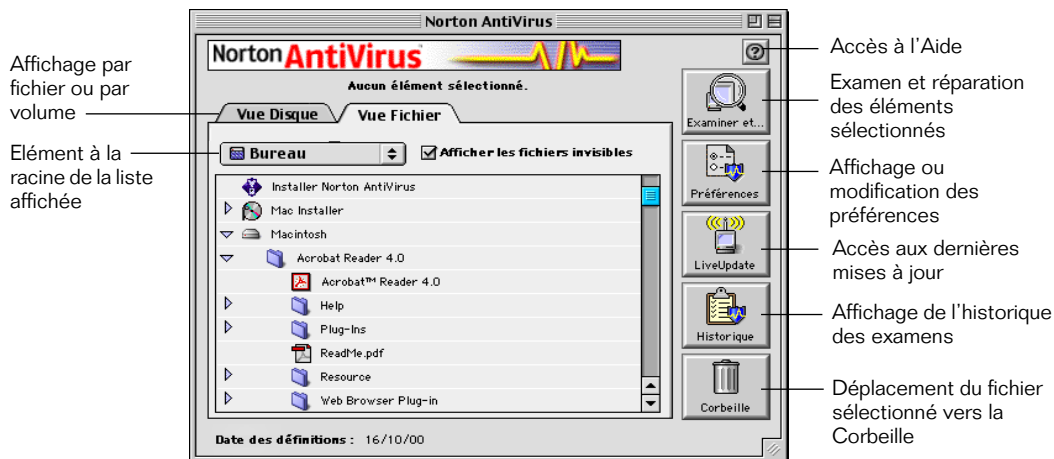 Norton AntiVirus
Norton AntiVirus
Aucun élément sélectionné.
Vue Disque
Vue Fichier
Bureau
Afficher les fichiers invisibles
Installer Norton AntiVirus
Mac Installer
Macintosh
Acrobat Reader 4.0
Acrobat™ Reader 4.0
Help
Plug-Ins
ReadMe.pdf
Resource
Web Browser Plug-in
Date des définitions : 16/10/00
Examiner et...
Préférences
LiveUpdate
Historique
Corbeille
Affichage par
fichier ou par
volume
Elément à la
racine de la liste
affichée
Accès à l'Aide
Examen et réparation
des éléments
sélectionnés
Affichage ou
modification des
préférences
Accès aux dernières
mises à jour
Affichage de l'historique
des examens
Déplacement du fichier
sélectionné vers la
Corbeille